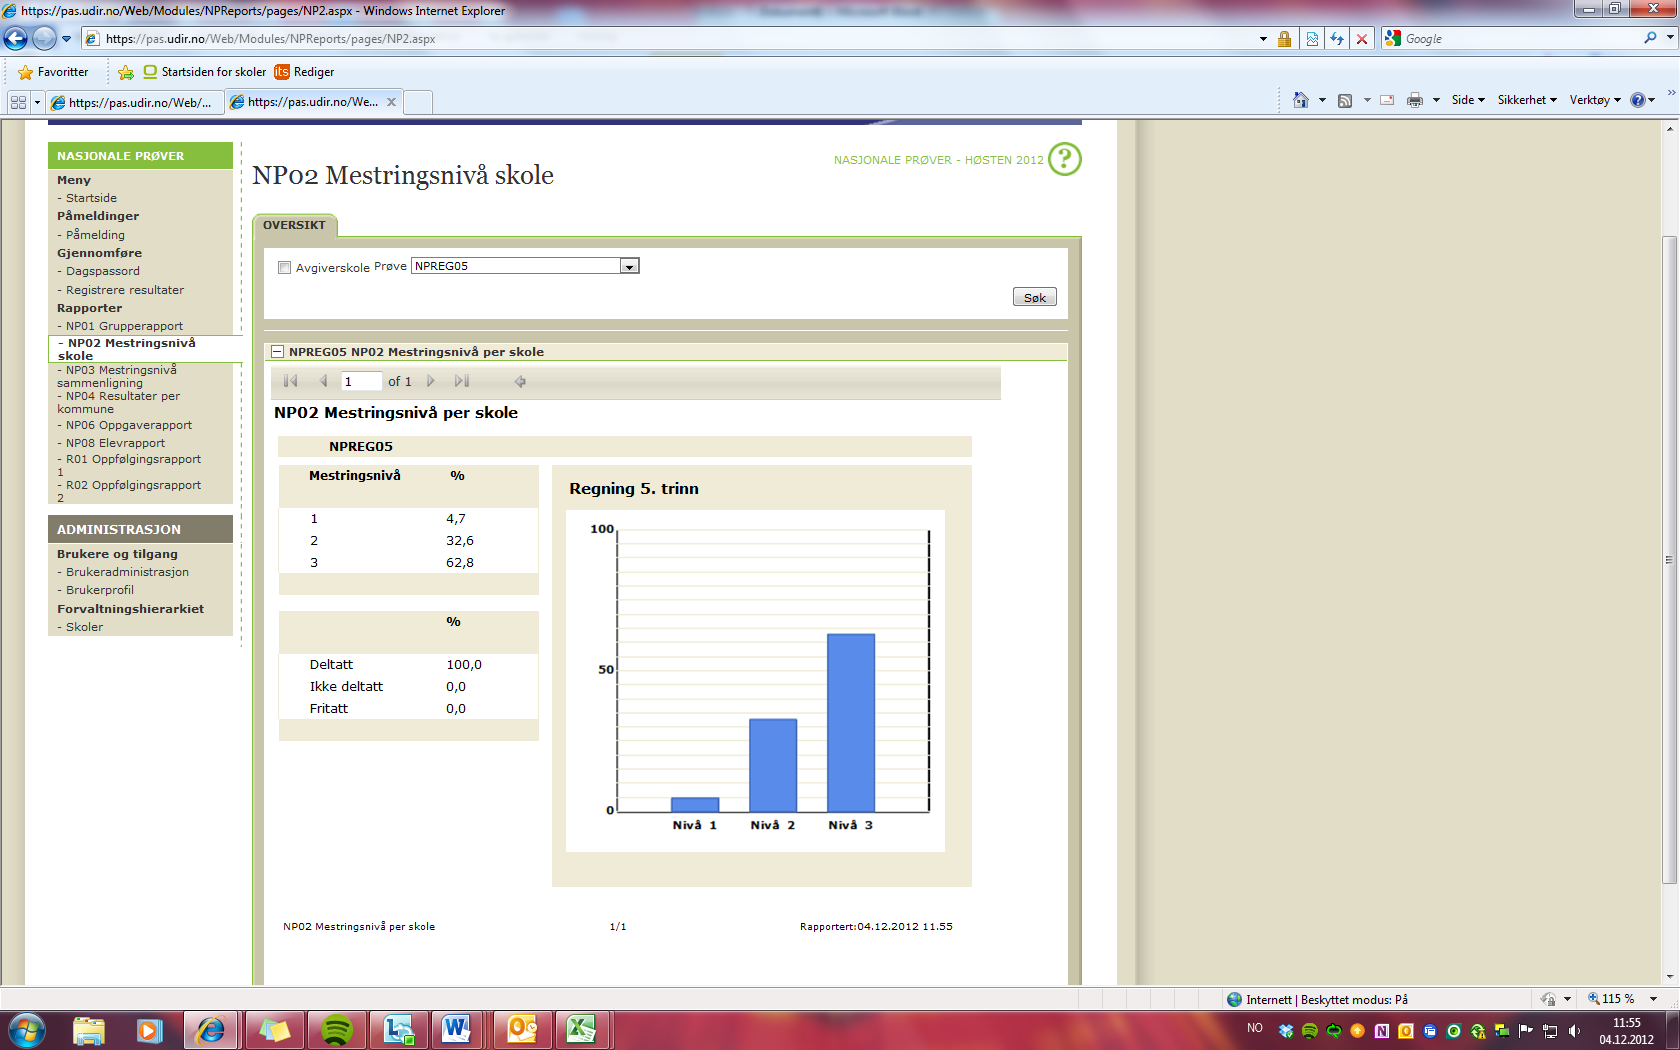 https://pas.udir.no/Web/Modules/NPReports/pages/NP2.aspx - Windows Internet Explorer
https://pas.udir.no/Web/Modules/NPReports/pages/NP2.aspx
Google
Favoritter
Startsiden for skoler
its
Rediger
https://pas.udir.no/Web/...
https://pas.udir.no/We...
Side
Sikkerhet
Verktøy
NASJONALE PRØVER
Meny
- Startside
Påmeldinger
- Påmelding
Gjennomføre
- Dagspassord
- Registrere resultater
Rapporter
- NP01 Grupperapport
- NP02 Mestringsnivå
skole
- NP03 Mestringsnivå
sammenligning
- NP04 Resultater per
kommune
- NP06 Oppgaverapport
- NP08 Elevrapport
- R01 Oppfølgingsrapport
1
- R02 Oppfølgingsrapport
2
ADMINISTRASJON
Brukere og tilgang
- Brukeradministrasjon
- Brukerprofil
Forvaltningshierarkiet
- Skoler
NP02 Mestringsnivå skole
NASJONALE PRØVER - HØSTEN 2012
?
OVERSIKT
Avgiverskole Prøve NPREG05
Søk
NPREG05 NP02 Mestringsnivå per skole
1 of 1
NP02 Mestringsnivå per skole
NPREG05
Mestringsnivå %
1 4,7
2 32,6
3 62,8
%
Deltatt 100,0
Ikke deltatt 0,0
Fritatt 0,0
Regning 5. trinn
100
50
0
Nivå 1 Nivå 2 Nivå 3
NP02 Mestringsnivå per skole 1/1 Rapportert:04.12.2012 11.55
Internett | Beskyttet modus: På
115 %
NO
11:55
04.12.2012